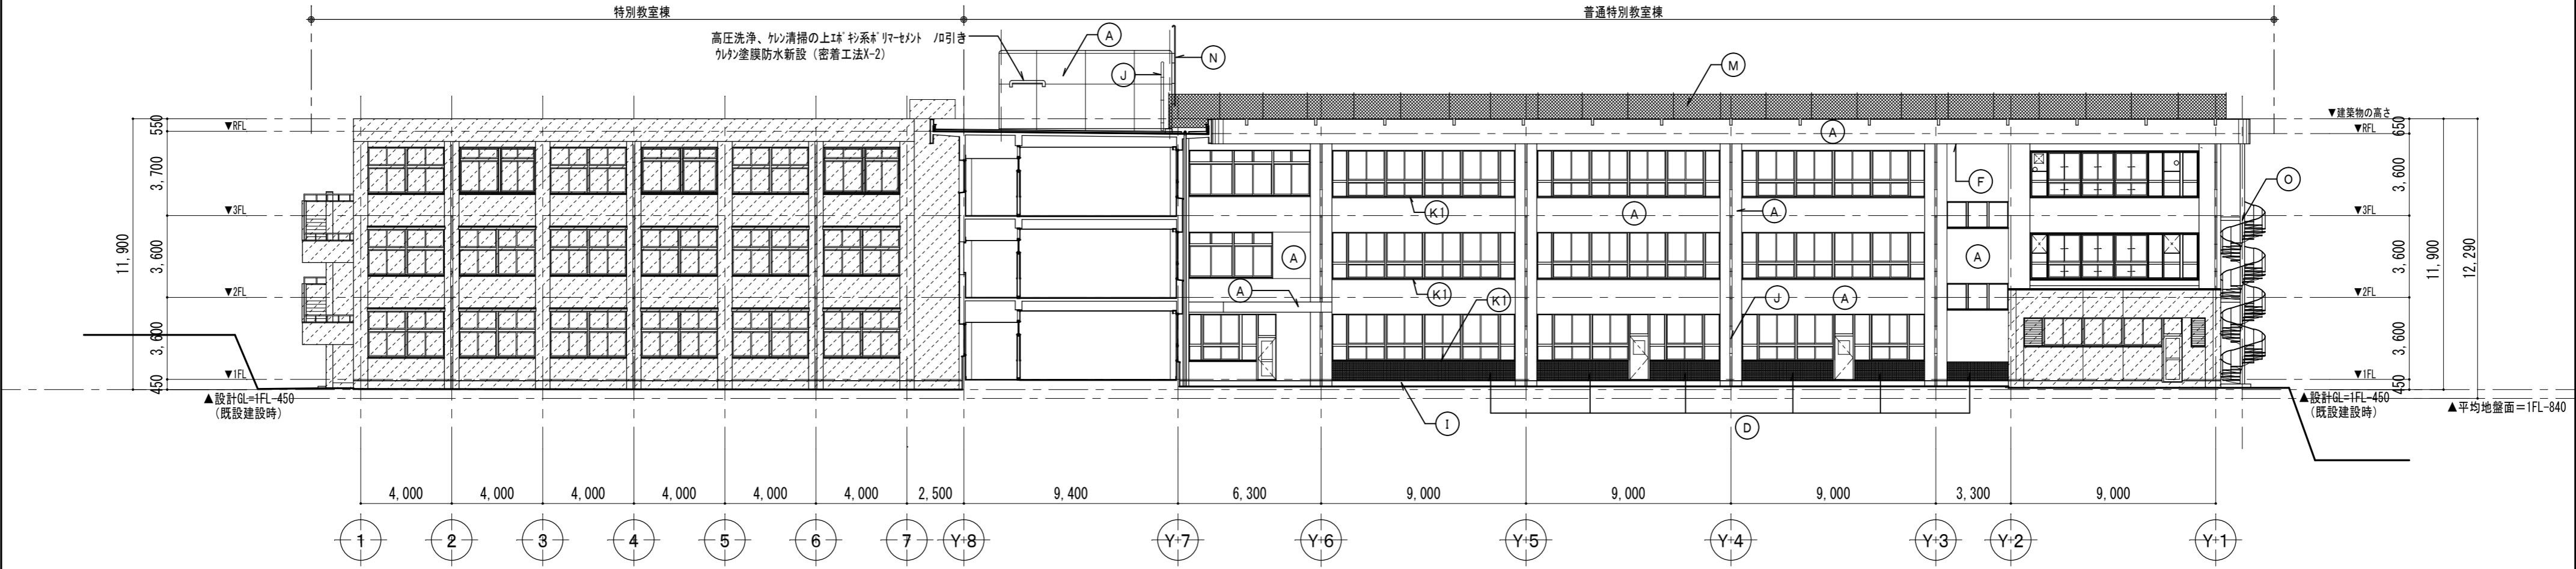 特別教室棟
普通特別教室棟
高圧洗浄、ｹﾚﾝ清掃の上ｴﾎﾟｷｼ系ﾎﾟﾘﾏｰｾﾒﾝﾄ ﾉﾛ引き
ｳﾚﾀﾝ塗膜防水新設（密着工法X-2）
A
J
N
M
▼RFL
▼3FL
▼2FL
▼1FL
550
3,700
3,600
3,600
450
11,900
▲設計GL=1FL-450
（既設建設時）
A
F
K1
A
A
O
A
K1
A
A
K1
J
A
I
D
▼建築物の高さ
▼RFL
▼3FL
▼2FL
▼1FL
650
3,600
3,600
3,600
450
11,900
12,290
▲設計GL=1FL-450
（既設建設時）
▲平均地盤面＝1FL-840
4,000
4,000
4,000
4,000
4,000
4,000
2,500
9,400
6,300
9,000
9,000
9,000
3,300
9,000
1
2
3
4
5
6
7
Y+8
Y+7
Y+6
Y+5
Y+4
Y+3
Y+2
Y+1